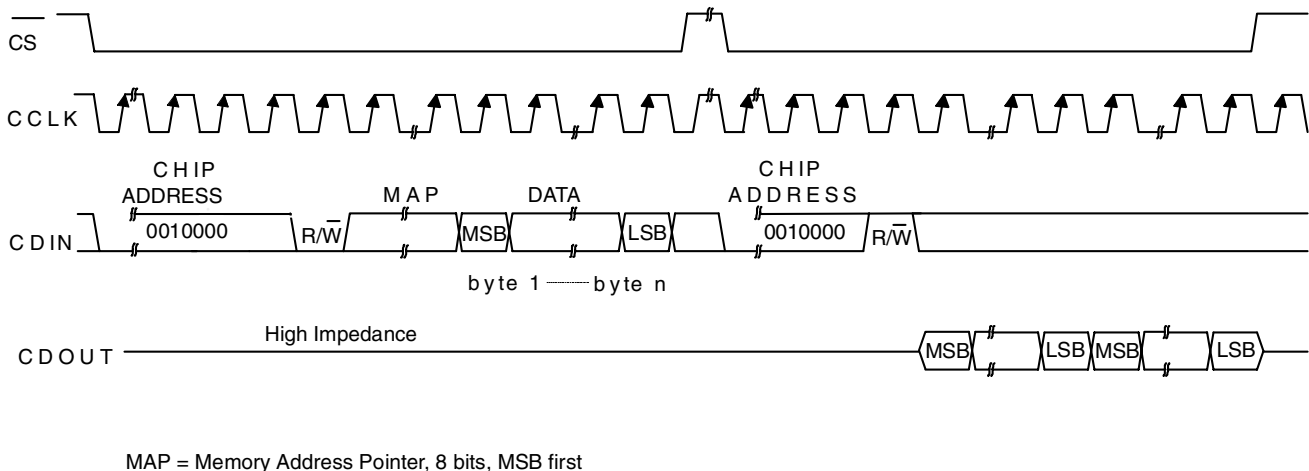 CS
CCLK
CHIP
ADDRESS
MAP
DATA
CHIP
ADDRESS
CDIN
0010000
R/W
MSB
LSB
0010000
R/W
byte 1
byte n
High Impedance
CDOUT
MSB
LSB
MSB
LSB
MAP = Memory Address Pointer, 8 bits, MSB first